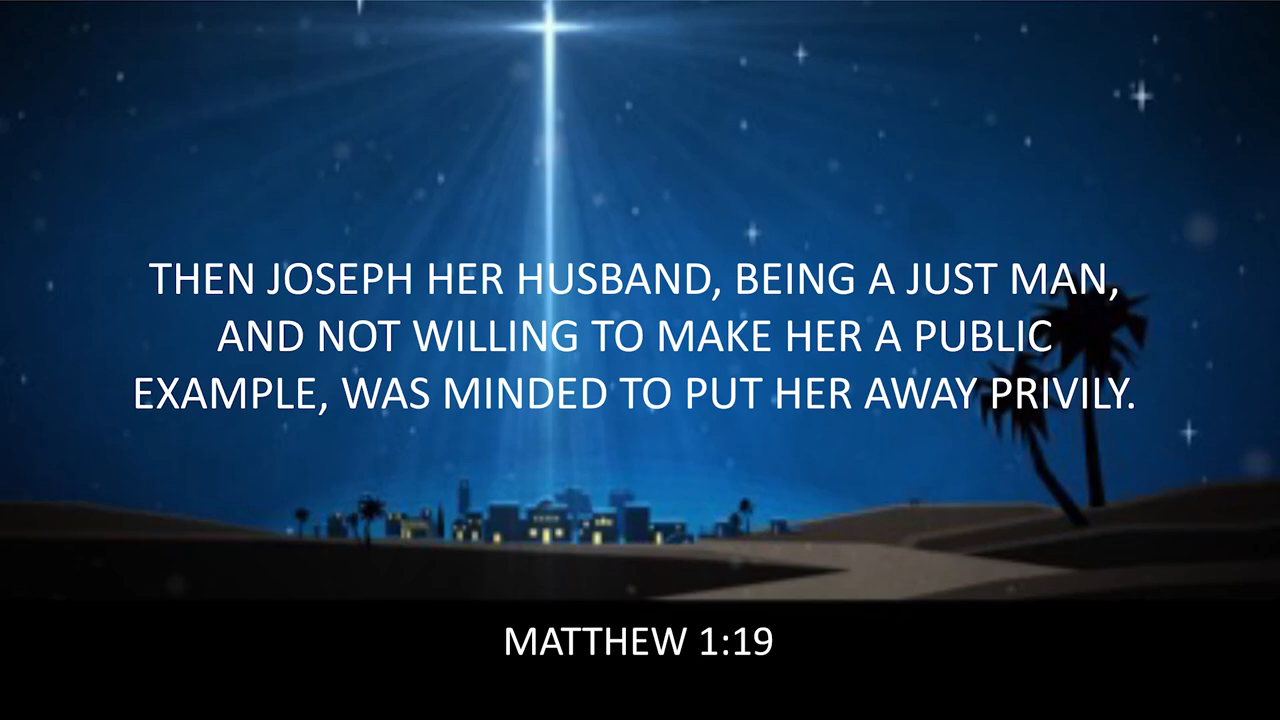 THEN JOSEPH HER HUSBAND, BEING A JUST MAN,
AND NOT WILLING TO MAKE HER A PUBLIC
EXAMPLE, WAS MINDED TO PUT HER AWAY PRIVILY.
MATTHEW 1:19